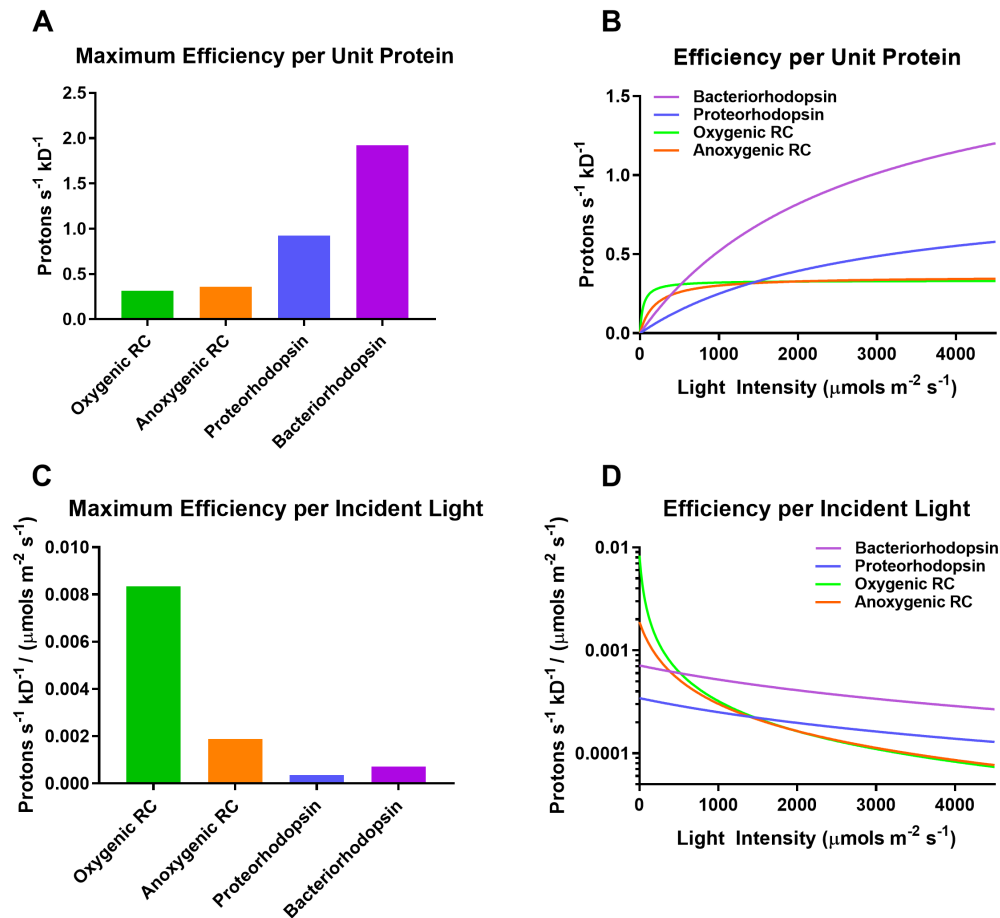 A
Maximum Efficiency per Unit Protein
Protons s⁻¹ kD⁻¹
2.5
2.0
1.5
1.0
0.5
0.0
Oxygenic RC
Anoxygenic RC
Proteorhodopsin
Bacteriorhodopsin
B
Efficiency per Unit Protein
Bacteriorhodopsin
Proteorhodopsin
Oxygenic RC
Anoxygenic RC
Protons s⁻¹ kD⁻¹
1.5
1.0
0.5
0.0
0 1000 2000 3000 4000
Light Intensity (μmols m⁻² s⁻¹)
C
Maximum Efficiency per Incident Light
Protons s⁻¹ kD⁻¹ / (μmols m⁻² s⁻¹)
0.010
0.008
0.006
0.004
0.002
0.000
Oxygenic RC
Anoxygenic RC
Proteorhodopsin
Bacteriorhodopsin
D
Efficiency per Incident Light
Bacteriorhodopsin
Proteorhodopsin
Oxygenic RC
Anoxygenic RC
Protons s⁻¹ kD⁻¹ / (μmols m⁻² s⁻¹)
0.01
0.001
0.0001
0 1000 2000 3000 4000
Light Intensity (μmols m⁻² s⁻¹)